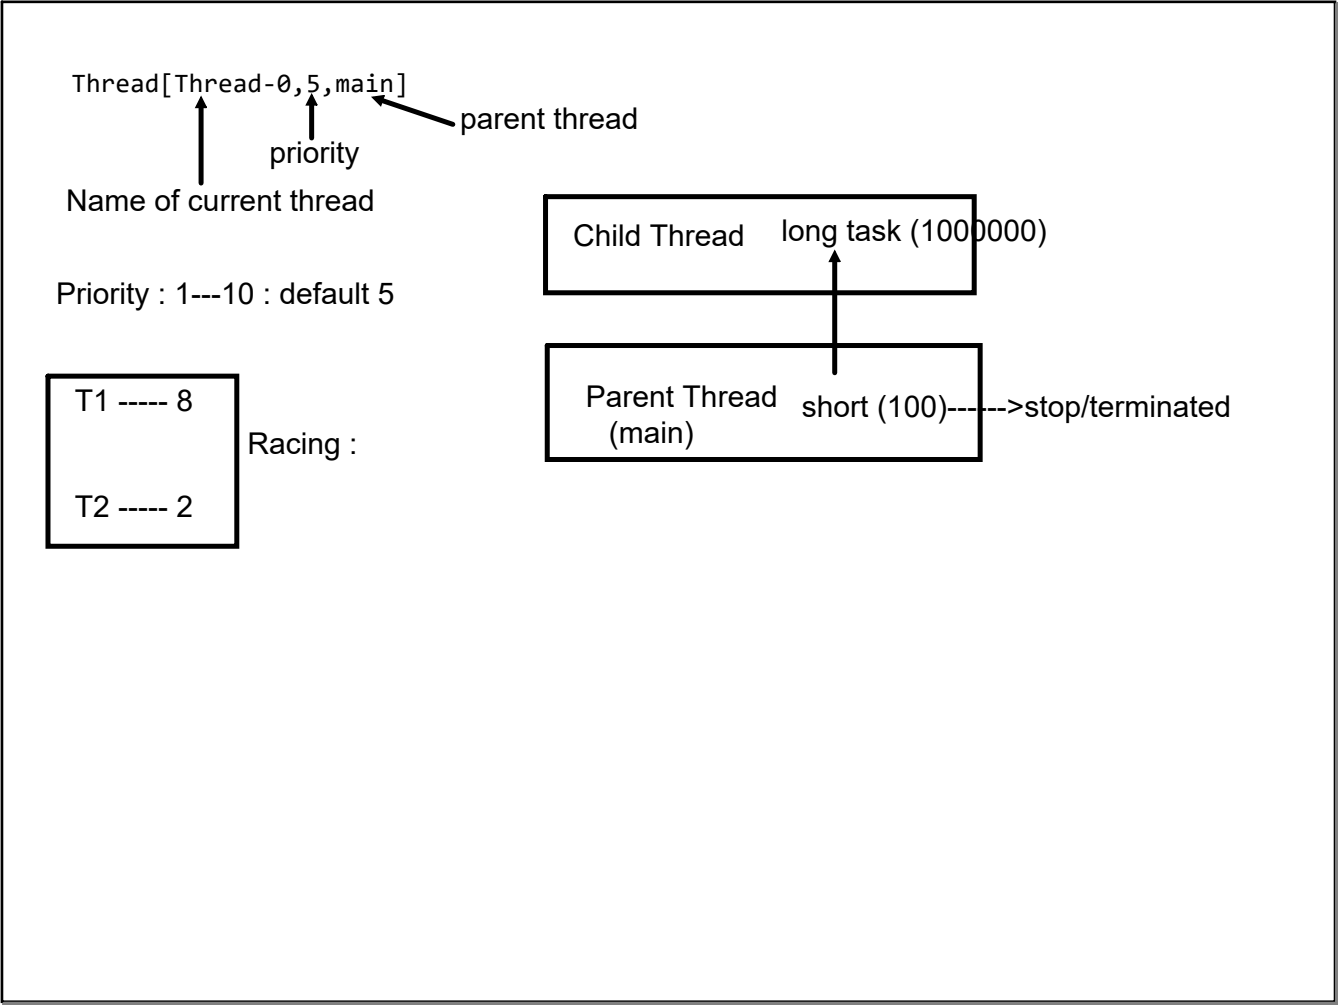 Thread[Thread-0,5,main]
parent thread
priority
Name of current thread
Child Thread long task (1000000)
Priority : 1---10 : default 5
Parent Thread short (100)------>stop/terminated
(main)
T1 ----- 8
Racing :
T2 ----- 2